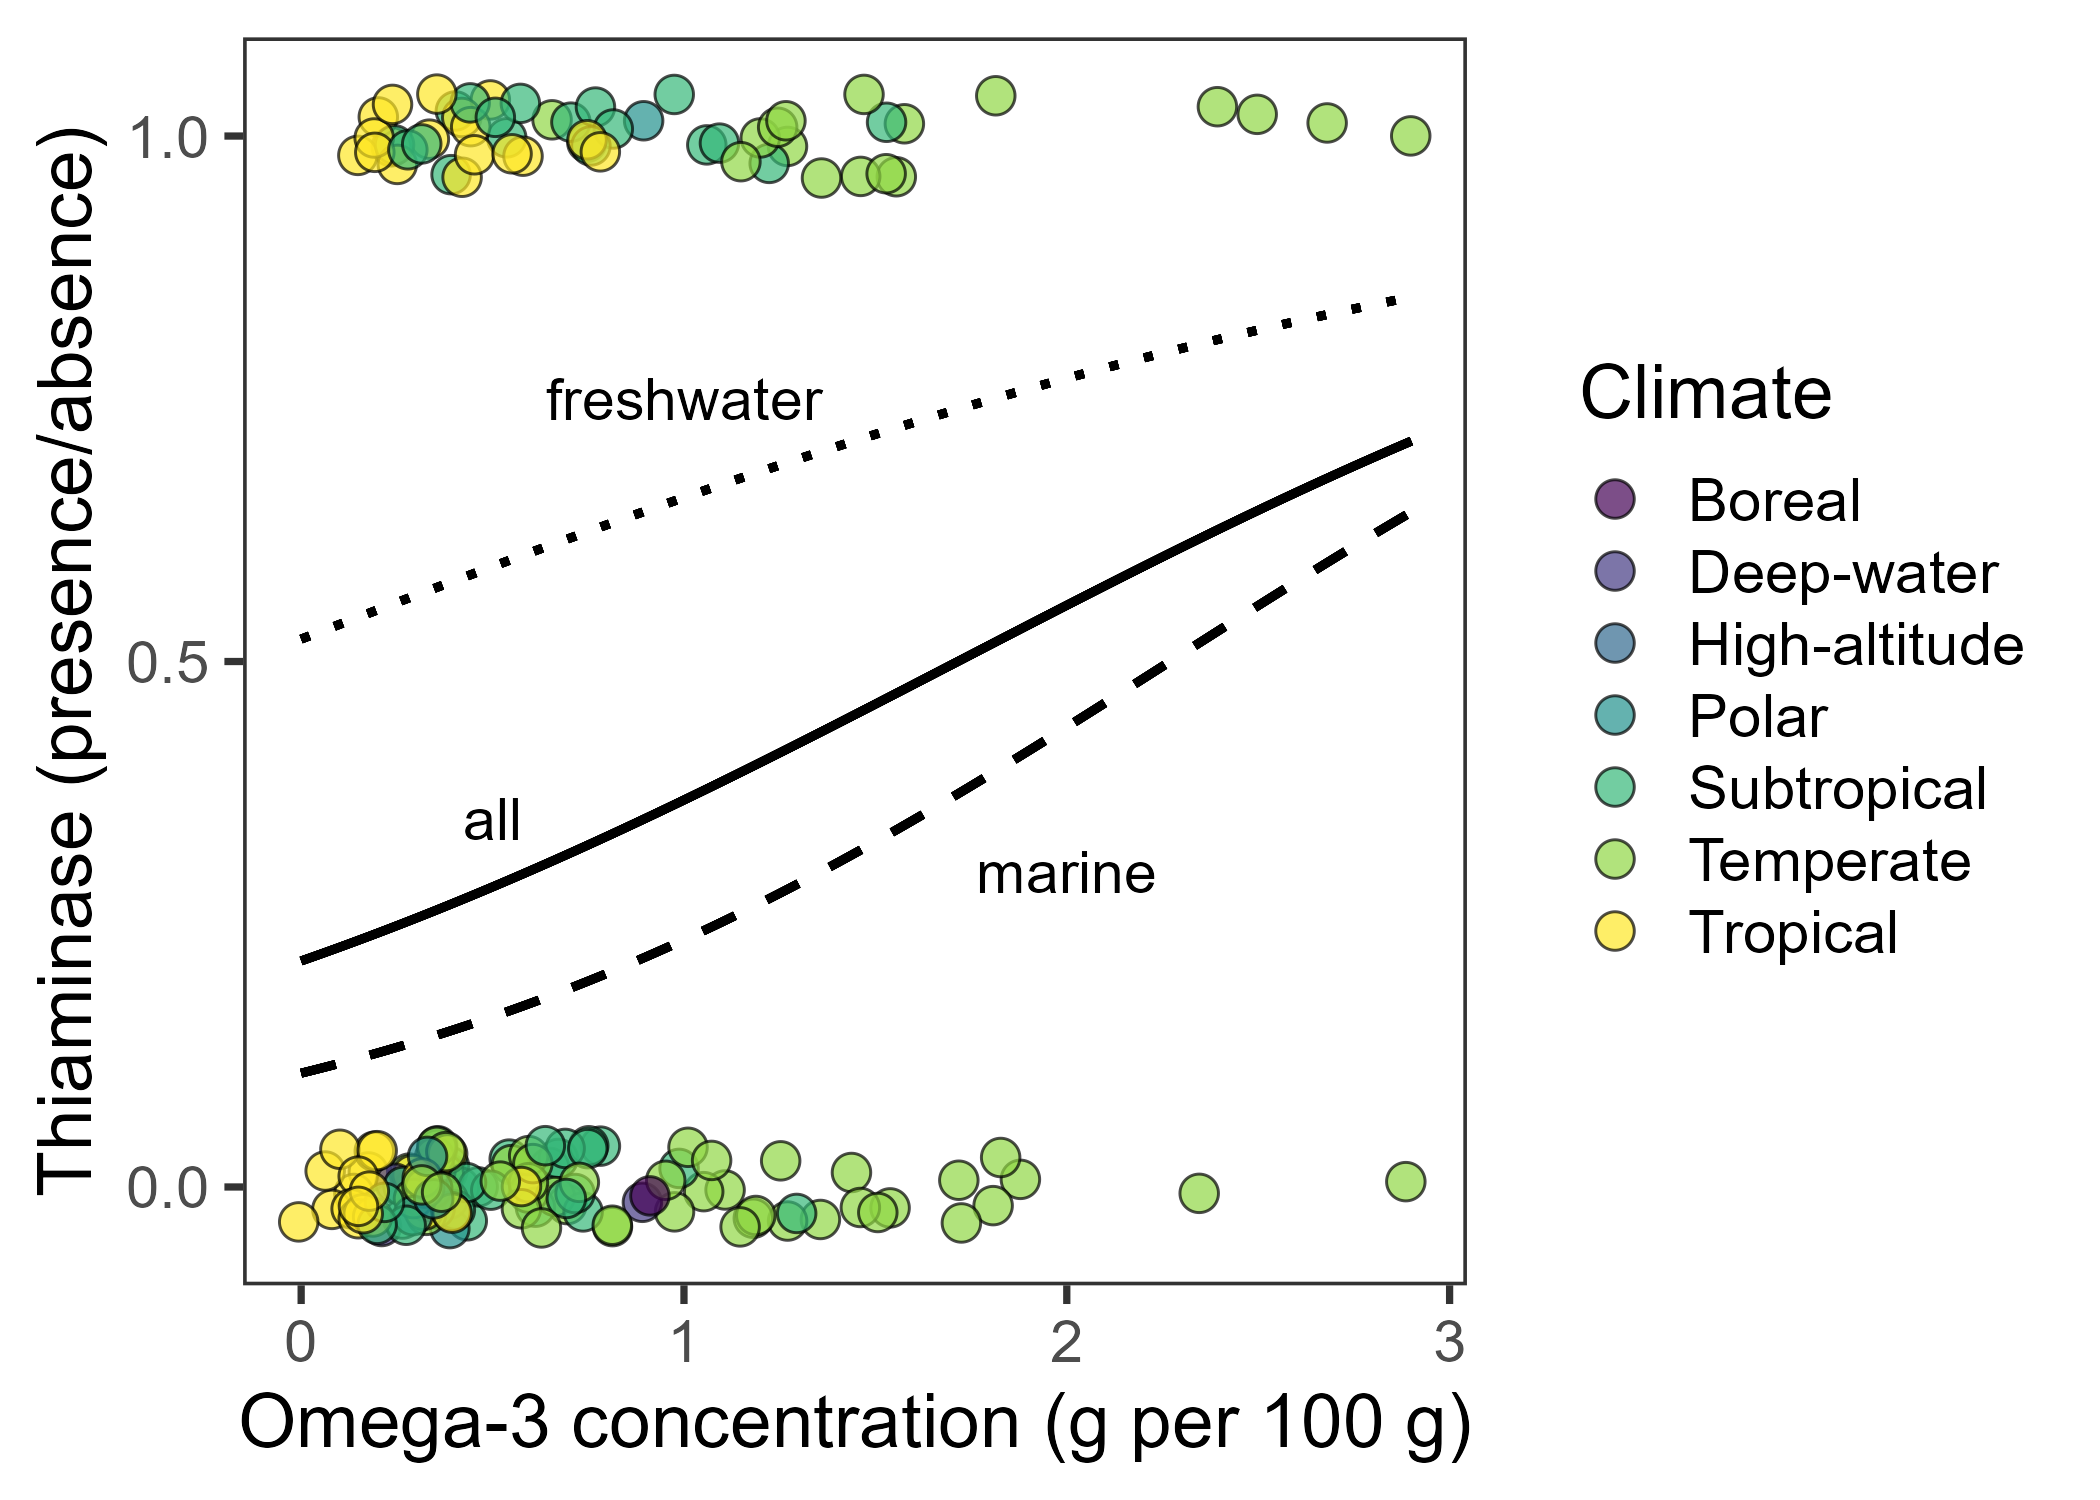 Thiaminase (presence/absence)
1.0
0.5
0.0
freshwater
all
marine
0
1
2
3
Omega-3 concentration (g per 100 g)
Climate
Boreal
Deep-water
High-altitude
Polar
Subtropical
Temperate
Tropical